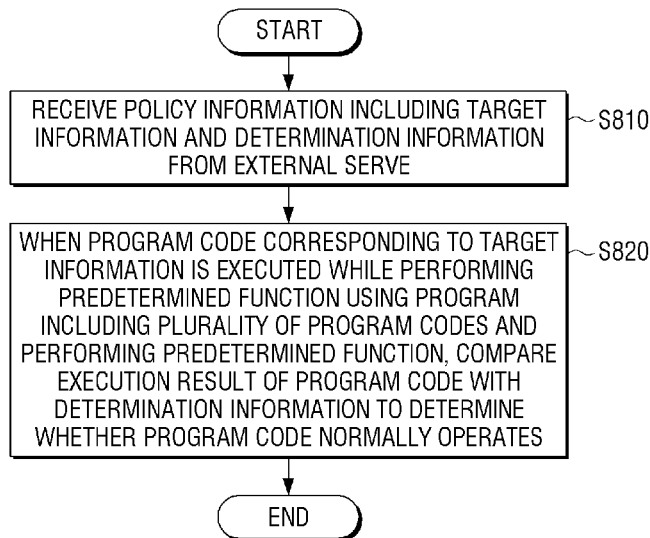 START
RECEIVE POLICY INFORMATION INCLUDING TARGET
INFORMATION AND DETERMINATION INFORMATION
FROM EXTERNAL SERVE
S810
WHEN PROGRAM CODE CORRESPONDING TO TARGET
INFORMATION IS EXECUTED WHILE PERFORMING
PREDETERMINED FUNCTION USING PROGRAM
INCLUDING PLURALITY OF PROGRAM CODES AND
PERFORMING PREDETERMINED FUNCTION, COMPARE
EXECUTION RESULT OF PROGRAM CODE WITH
DETERMINATION INFORMATION TO DETERMINE
WHETHER PROGRAM CODE NORMALLY OPERATES
S820
END